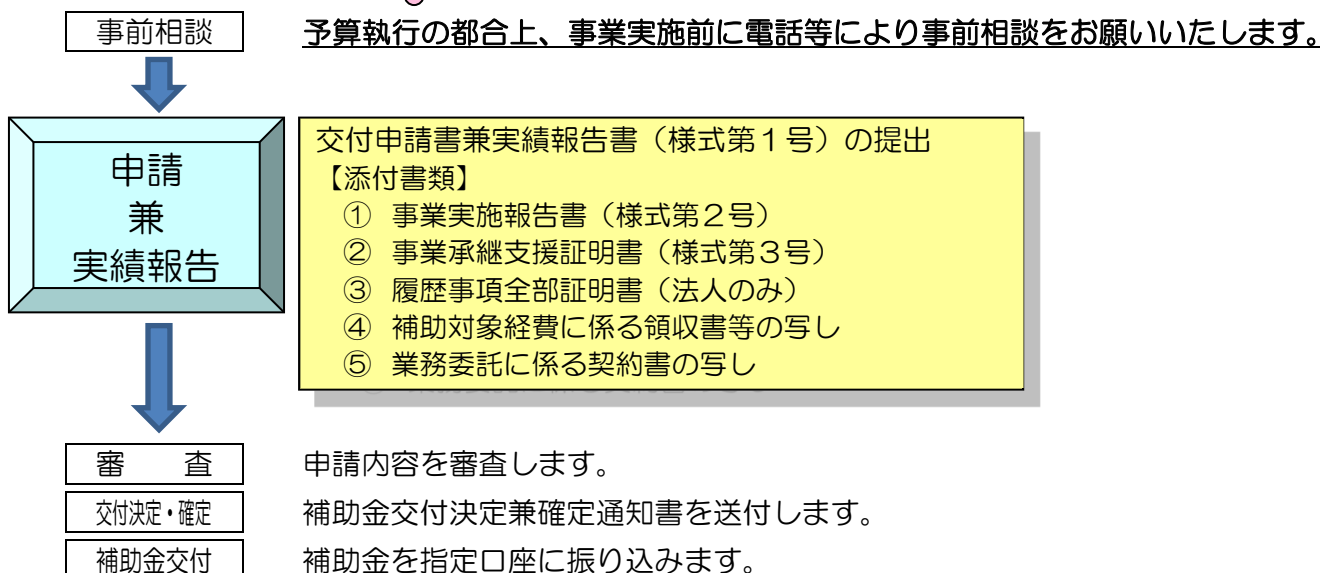 事前相談 予算執行の都合上、事業実施前に電話等により事前相談をお願いいたします。
申請
兼
実績報告
交付申請書兼実績報告書（様式第１号）の提出
【添付書類】
① 事業実施報告書（様式第２号）
② 事業承継支援証明書（様式第３号）
③ 履歴事項全部証明書（法人のみ）
④ 補助対象経費に係る領収書等の写し
⑤ 業務委託に係る契約書の写し
審　査 申請内容を審査します。
交付決定・確定 補助金交付決定兼確定通知書を送付します。
補助金交付 補助金を指定口座に振り込みます。